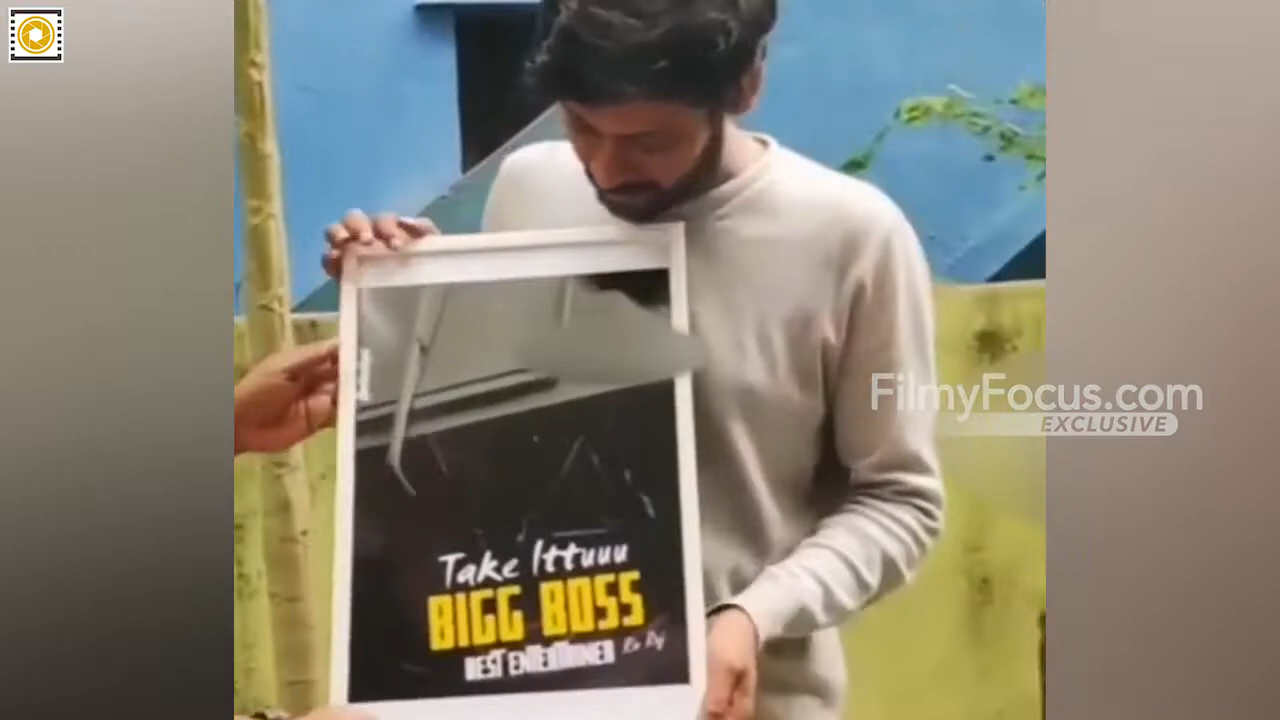 FilmyFocus.com
EXCLUSIVE
Take Ittuuu
BIGG BOSS
BEST ENTERTAINER